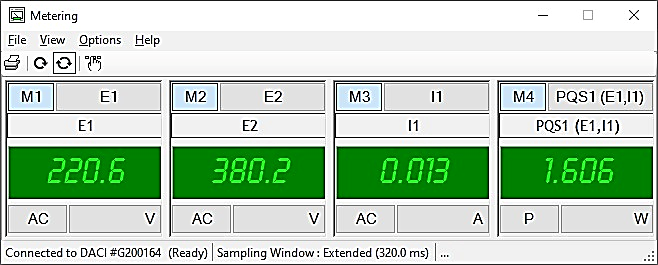 Metering
File View Options Help
M1 E1 M2 E2 M3 I1 M4 PQS1 (E1,I1)
E1 E2 I1 PQS1 (E1,I1)
220.6 380.2 0.013 1.606
AC V AC V AC A P W
Connected to DACI #G200164 (Ready) Sampling Window : Extended (320.0 ms) ...